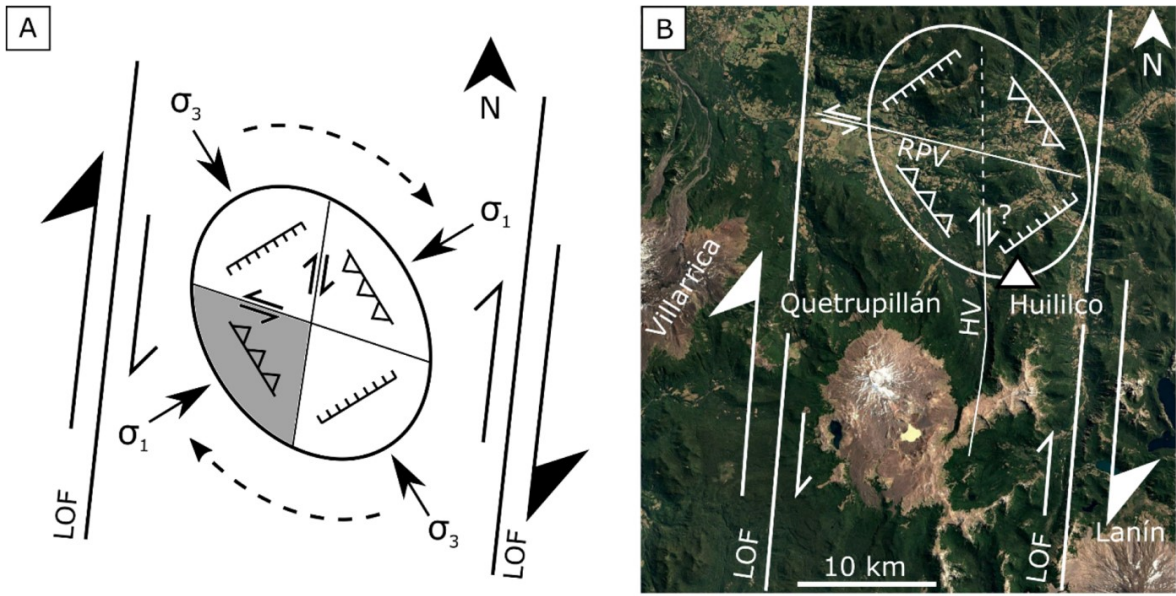 A
N
σ3
σ1
σ1
σ3
LOF
LOF
B
N
RPV
?
Villarrica
Quetrupillán
HV
Huililco
LOF
LOF
Lanín
10 km